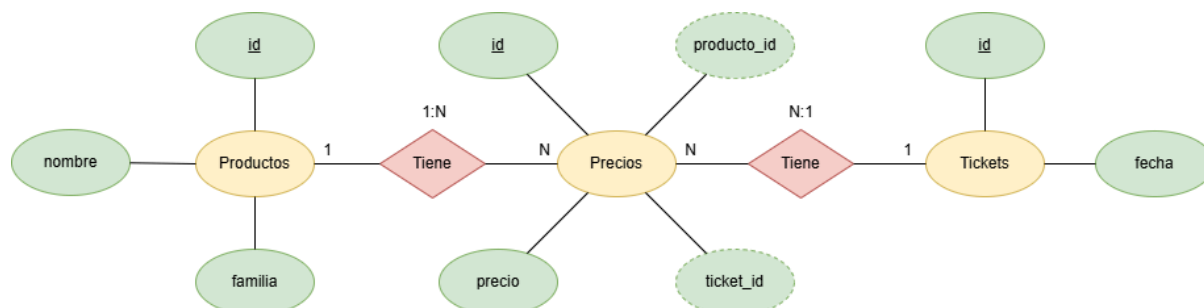 id
id
producto_id
id
1:N
N:1
nombre
Productos
1
Tiene
N
Precios
N
Tiene
1
Tickets
fecha
familia
precio
ticket_id